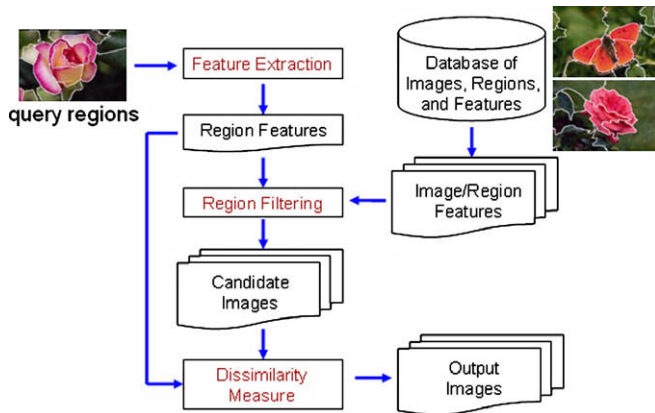 query regions
Feature Extraction
Region Features
Region Filtering
Candidate
Images
Dissimilarity
Measure
Database of
Images, Regions,
and Features
Image/Region
Features
Output
Images